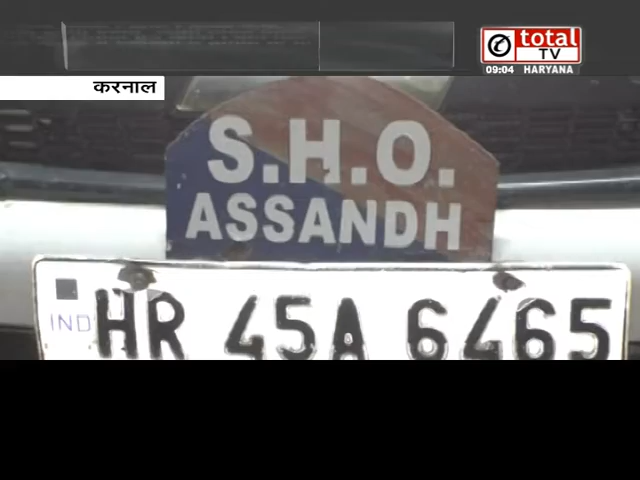 total
TV
09:04 HARYANA
करनाल
S.H.O.
ASSANDH
IND
HR 45A 6465